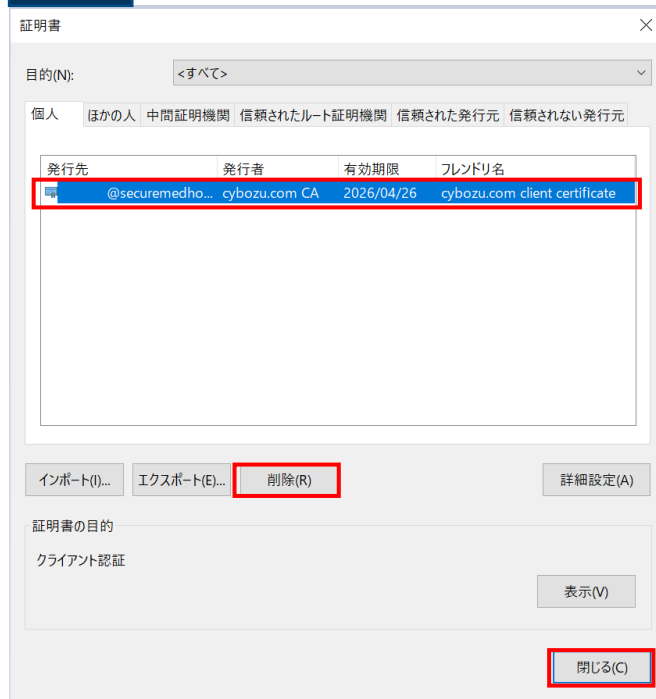 証明書
目的(N):
<すべて>
個人 ほかの人 中間証明機関 信頼されたルート証明機関 信頼された発行元 信頼されない発行元
発行先 発行者 有効期限 フレンドリ名
@securemedho... cybozu.com CA 2026/04/26 cybozu.com client certificate
インポート(I)... エクスポート(E)... 削除(R) 詳細設定(A)
証明書の目的
クライアント認証
表示(V)
閉じる(C)